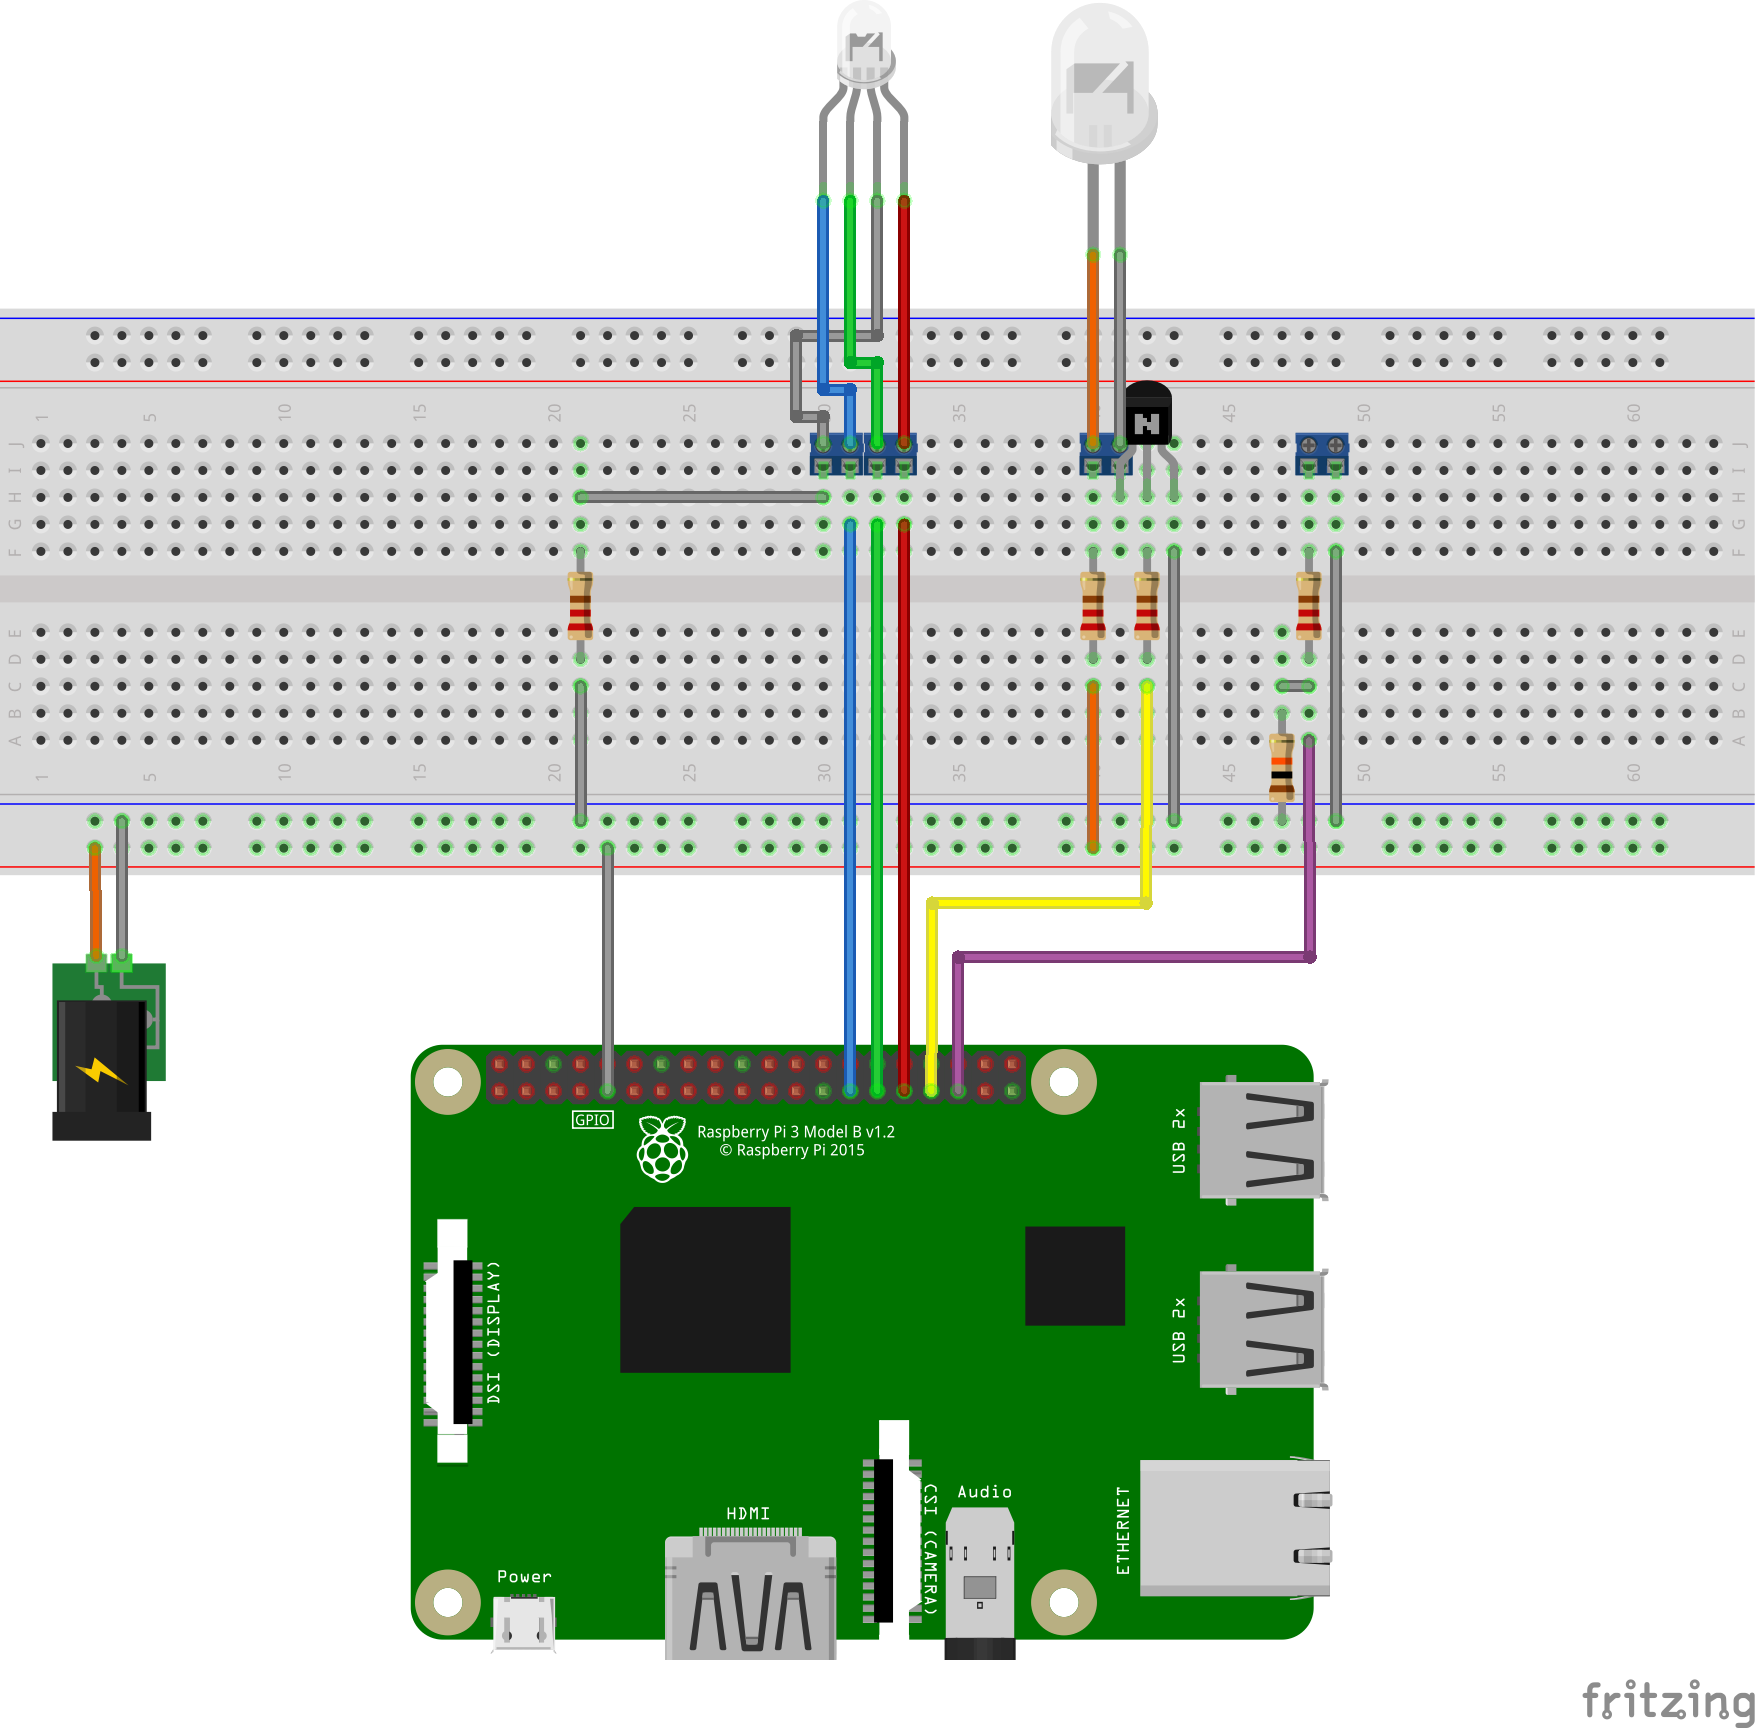 1 5 10 15 20 25 30 35 45 50 55 60
J J
I I
H H
G G
F F
E E
D D
C C
B B
A A
1 5 10 15 20 25 30 35 45 50 55 60
GPIO
Raspberry Pi 3 Model B v1.2
© Raspberry Pi 2015
USB 2x
USB 2x
DSI (DISPLAY)
CSI (CAMERA)
Audio
HDMI
ETHERNET
Power
fritzing